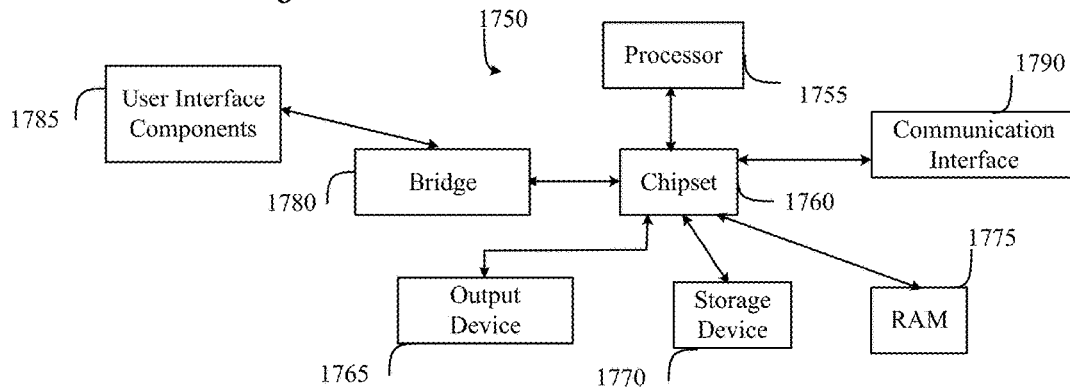 1750
Processor
1790
1785
User Interface
Components
1755
Communication
Interface
Bridge
Chipset
1780
1760
1775
Output
Device
Storage
Device
RAM
1765
1770